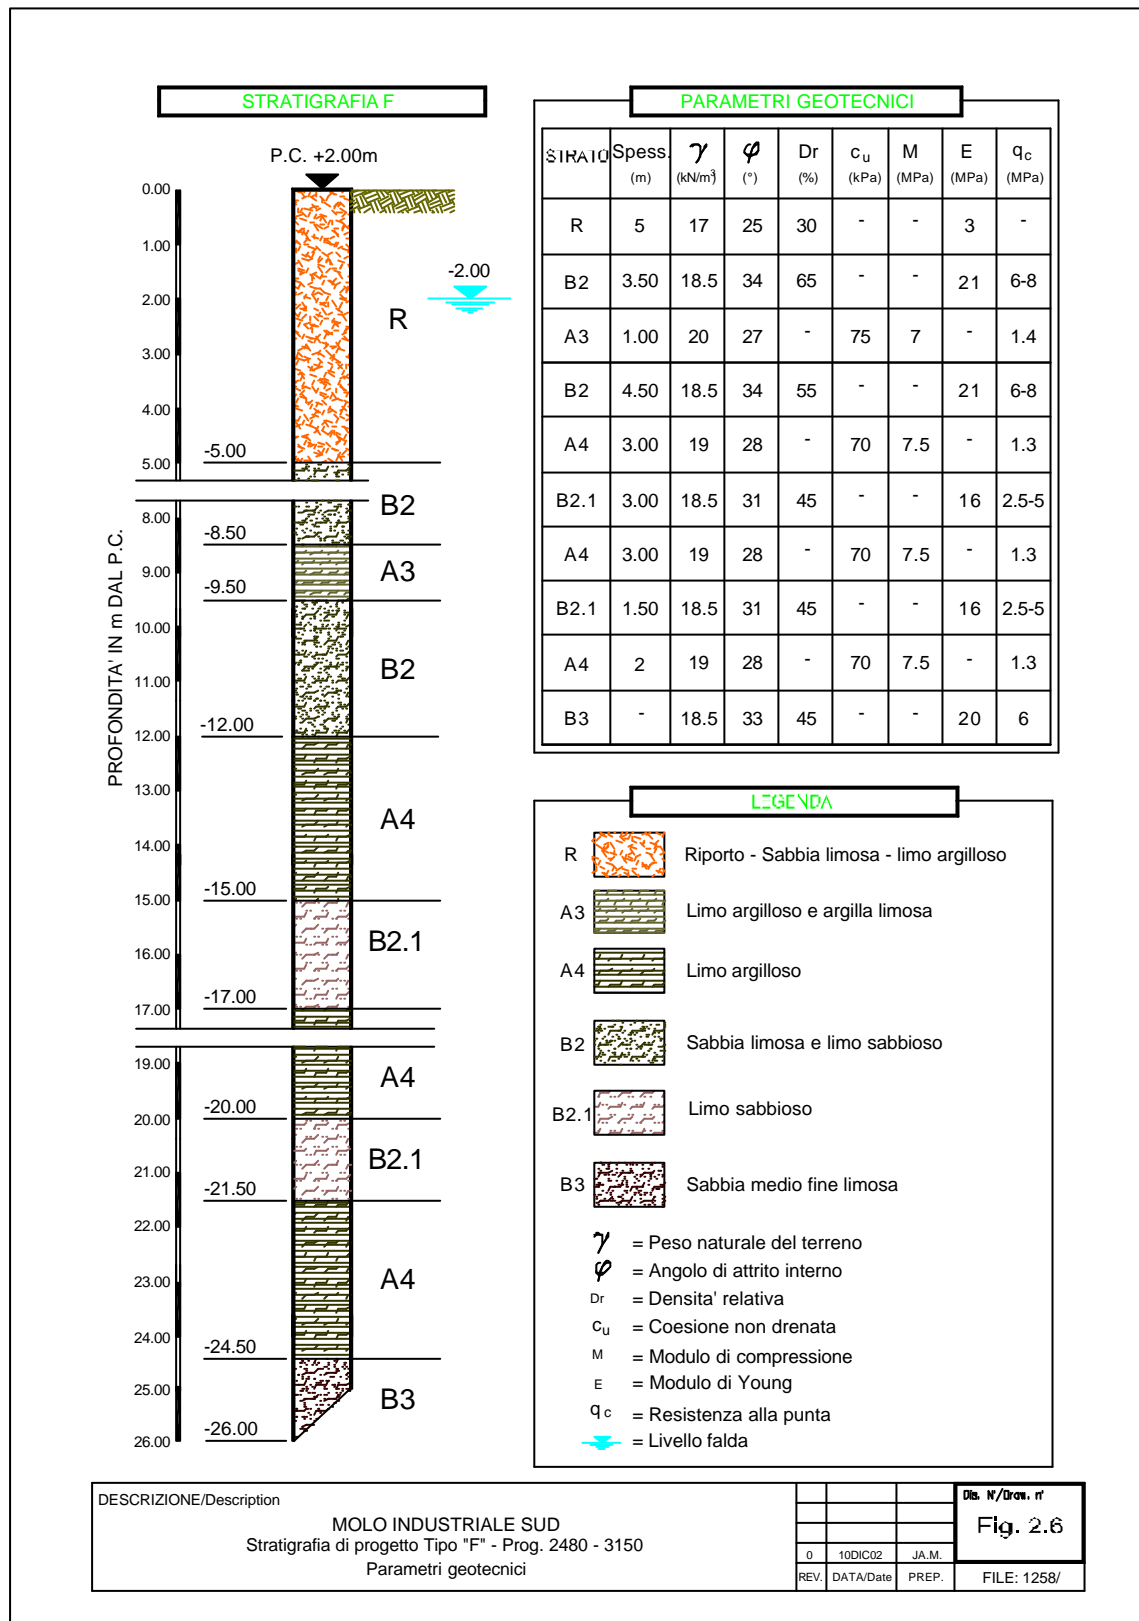 STRATIGRAFIA F
P.C. +2.00m
PROFONDITA' IN m DAL P.C.
0.00
1.00
-2.00
2.00
R
3.00
4.00
-5.00
5.00
B2
8.00
-8.50
9.00
A3
-9.50
10.00
B2
11.00
-12.00
12.00
13.00
A4
14.00
-15.00
15.00
B2.1
16.00
-17.00
17.00
19.00
A4
-20.00
20.00
B2.1
21.00
-21.50
22.00
A4
23.00
24.00
-24.50
25.00
B3
-26.00
26.00
PARAMETRI GEOTECNICI
STRATO Spess. γ φ Dr cu M E qc
(m) (kN/m³) (°) (%) (kPa) (MPa) (MPa) (MPa)
R 5 17 25 30 - - 3 -
B2 3.50 18.5 34 65 - - 21 6-8
A3 1.00 20 27 - 75 7 - 1.4
B2 4.50 18.5 34 55 - - 21 6-8
A4 3.00 19 28 - 70 7.5 - 1.3
B2.1 3.00 18.5 31 45 - - 16 2.5-5
A4 3.00 19 28 - 70 7.5 - 1.3
B2.1 1.50 18.5 31 45 - - 16 2.5-5
A4 2 19 28 - 70 7.5 - 1.3
B3 - 18.5 33 45 - - 20 6
LEGENDA
R Riporto - Sabbia limosa - limo argilloso
A3 Limo argilloso e argilla limosa
A4 Limo argilloso
B2 Sabbia limosa e limo sabbioso
B2.1 Limo sabbioso
B3 Sabbia medio fine limosa
γ = Peso naturale del terreno
φ = Angolo di attrito interno
Dr = Densita' relativa
cu = Coesione non drenata
M = Modulo di compressione
E = Modulo di Young
qc = Resistenza alla punta
= Livello falda
DESCRIZIONE/Description
MOLO INDUSTRIALE SUD
Stratigrafia di progetto Tipo "F" - Prog. 2480 - 3150
Parametri geotecnici
0 10DIC02 JA.M.
REV. DATA/Date PREP.
Dis. N'/Draw. n'
Fig. 2.6
FILE: 1258/